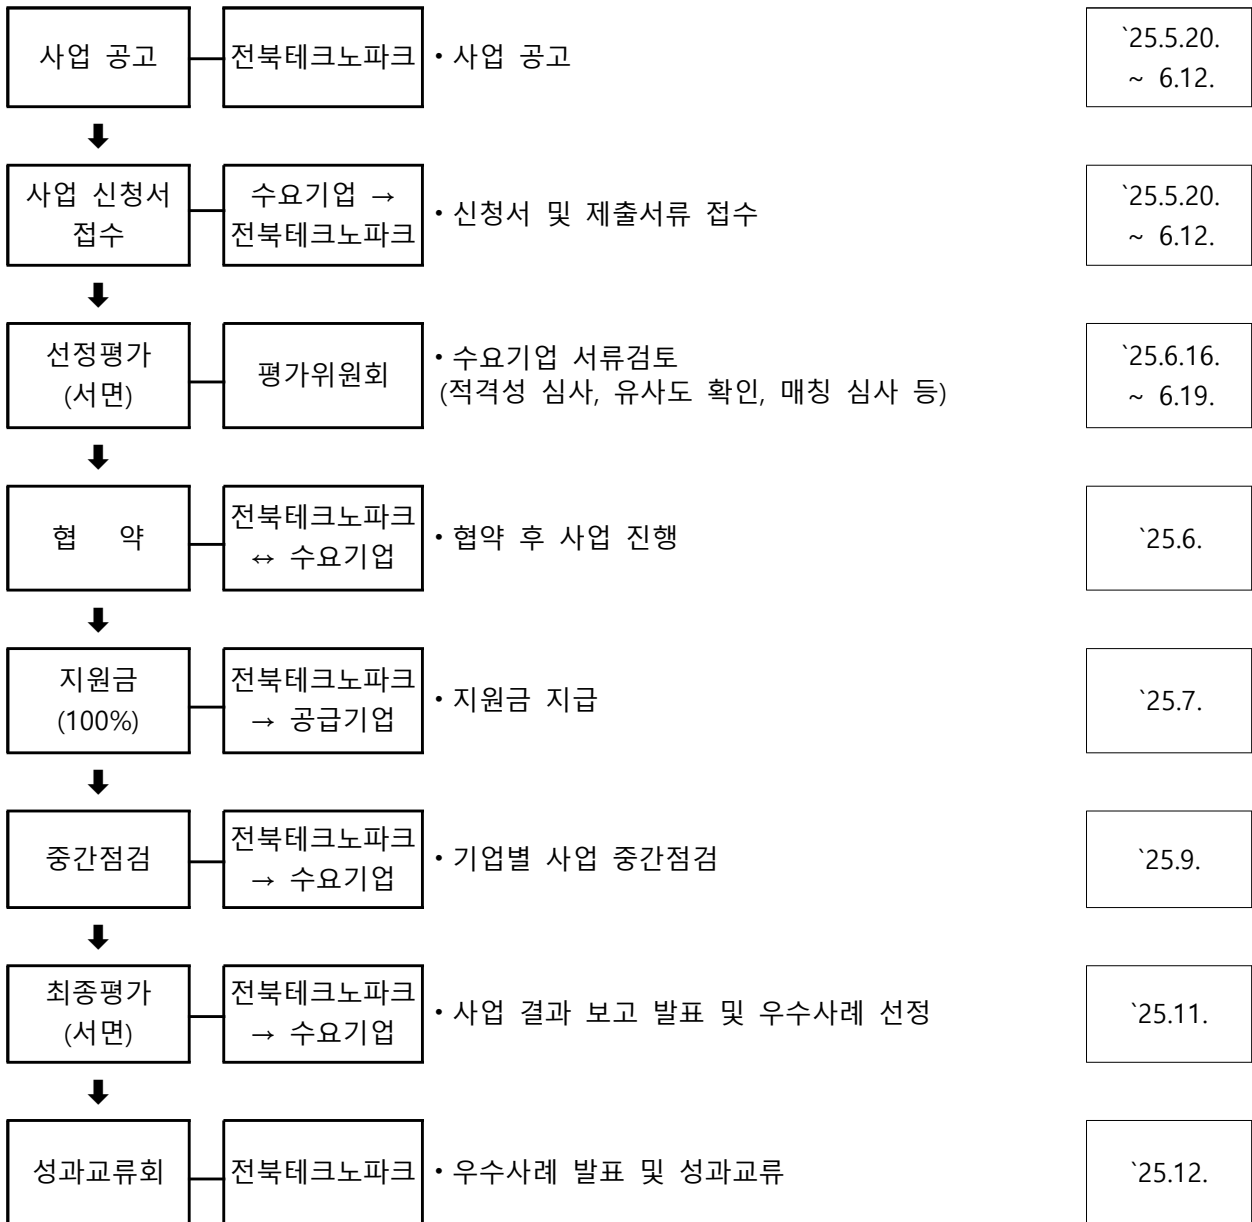 사업 공고
전북테크노파크
• 사업 공고
`25.5.20.
~ 6.12.
⬇
사업 신청서
접수
수요기업 →
전북테크노파크
• 신청서 및 제출서류 접수
`25.5.20.
~ 6.12.
⬇
선정평가
(서면)
평가위원회
• 수요기업 서류검토
(적격성 심사, 유사도 확인, 매칭 심사 등)
`25.6.16.
~ 6.19.
⬇
협 약
전북테크노파크
↔ 수요기업
• 협약 후 사업 진행
`25.6.
⬇
지원금
(100%)
전북테크노파크
→ 공급기업
• 지원금 지급
`25.7.
⬇
중간점검
전북테크노파크
→ 수요기업
• 기업별 사업 중간점검
`25.9.
⬇
최종평가
(서면)
전북테크노파크
→ 수요기업
• 사업 결과 보고 발표 및 우수사례 선정
`25.11.
⬇
성과교류회
전북테크노파크
• 우수사례 발표 및 성과교류
`25.12.